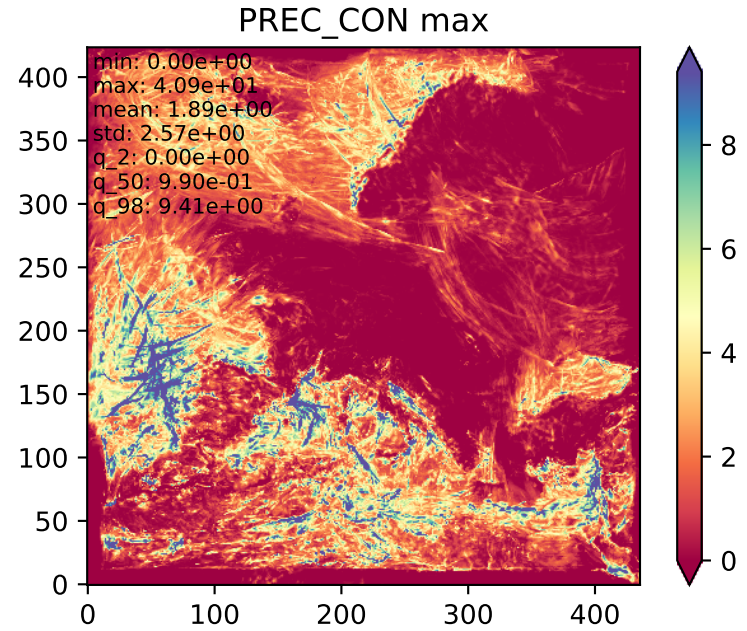 PREC_CON max
min: 0.00e+00
max: 4.09e+01
mean: 1.89e+00
std: 2.57e+00
q_2: 0.00e+00
q_50: 9.90e-01
q_98: 9.41e+00
400
350
300
250
200
150
100
50
0
0 100 200 300 400
8
6
4
2
0